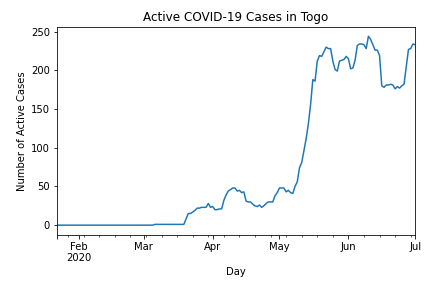 Active COVID-19 Cases in Togo
250
200
150
100
50
0
Number of Active Cases
Feb
2020
Mar
Apr
May
Jun
Jul
Day